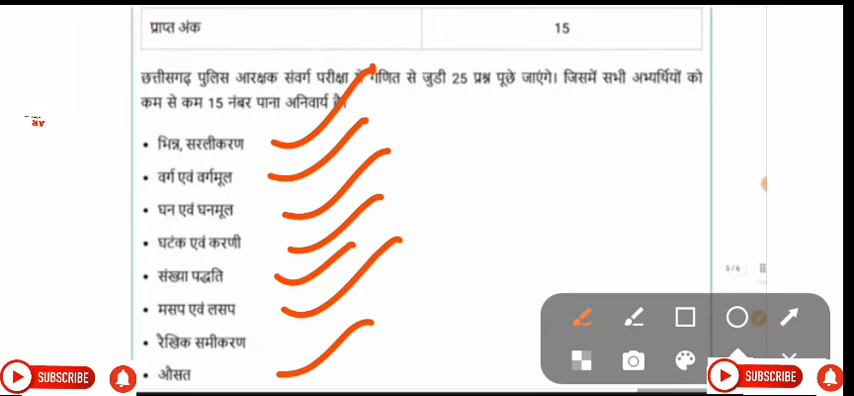 प्राप्त अंक 15
छत्तीसगढ़ पुलिस आरक्षक संवर्ग परीक्षा में गणित से जुडी 25 प्रश्न पूछे जाएंगे। जिसमें सभी अभ्यर्थियों को
कम से कम 15 नंबर पाना अनिवार्य है।
• भिन्न, सरलीकरण
• वर्ग एवं वर्गमूल
• घन एवं घनमूल
• घटंक एवं करणी
• संख्या पद्धति
• मसप एवं लसप
• रैखिक समीकरण
• औसत
5/6
SUBSCRIBE
SUBSCRIBE